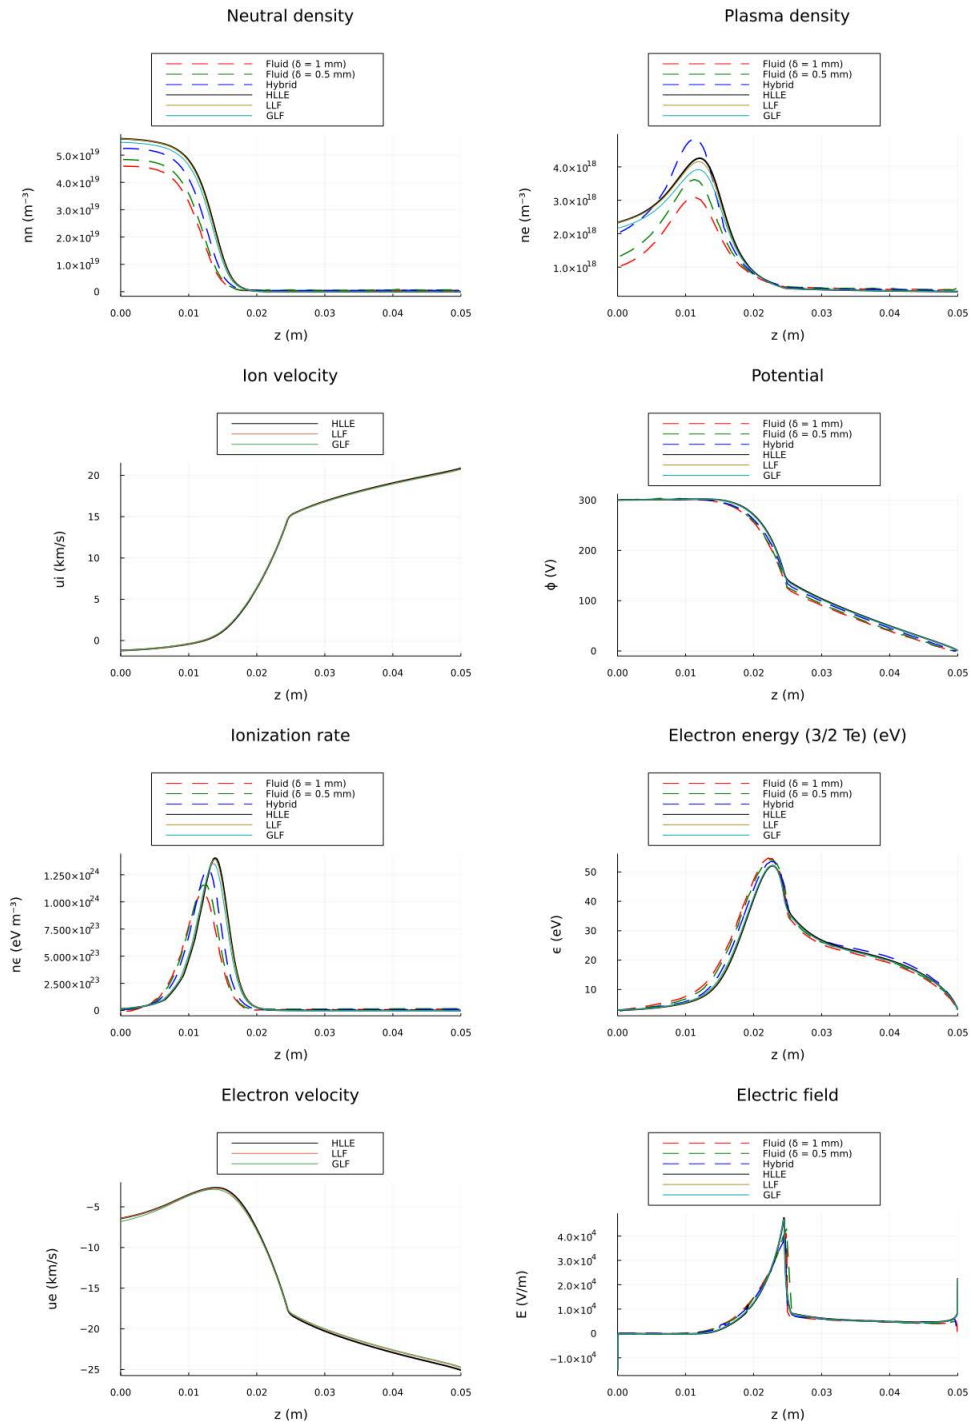 Neutral density
Fluid (δ = 1 mm)
Fluid (δ = 0.5 mm)
Hybrid
HLLE
LLF
GLF
5.0×10¹⁹
4.0×10¹⁹
3.0×10¹⁹
2.0×10¹⁹
1.0×10¹⁹
0
nn (m⁻³)
0.00 0.01 0.02 0.03 0.04 0.05
z (m)
Plasma density
Fluid (δ = 1 mm)
Fluid (δ = 0.5 mm)
Hybrid
HLLE
LLF
GLF
4.0×10¹⁸
3.0×10¹⁸
2.0×10¹⁸
1.0×10¹⁸
ne (m⁻³)
0.00 0.01 0.02 0.03 0.04 0.05
z (m)
Ion velocity
HLLE
LLF
GLF
20
15
10
5
0
ui (km/s)
0.00 0.01 0.02 0.03 0.04 0.05
z (m)
Potential
Fluid (δ = 1 mm)
Fluid (δ = 0.5 mm)
Hybrid
HLLE
LLF
GLF
300
200
100
0
ϕ (V)
0.00 0.01 0.02 0.03 0.04 0.05
z (m)
Ionization rate
Fluid (δ = 1 mm)
Fluid (δ = 0.5 mm)
Hybrid
HLLE
LLF
GLF
1.250×10²⁴
1.000×10²⁴
7.500×10²³
5.000×10²³
2.500×10²³
0
nϵ (eV m⁻³)
0.00 0.01 0.02 0.03 0.04 0.05
z (m)
Electron energy (3/2 Te) (eV)
Fluid (δ = 1 mm)
Fluid (δ = 0.5 mm)
Hybrid
HLLE
LLF
GLF
50
40
30
20
10
ϵ (eV)
0.00 0.01 0.02 0.03 0.04 0.05
z (m)
Electron velocity
HLLE
LLF
GLF
−5
−10
−15
−20
−25
ue (km/s)
0.00 0.01 0.02 0.03 0.04 0.05
z (m)
Electric field
Fluid (δ = 1 mm)
Fluid (δ = 0.5 mm)
Hybrid
HLLE
LLF
GLF
4.0×10⁴
3.0×10⁴
2.0×10⁴
1.0×10⁴
0
−1.0×10⁴
E (V/m)
0.00 0.01 0.02 0.03 0.04 0.05
z (m)